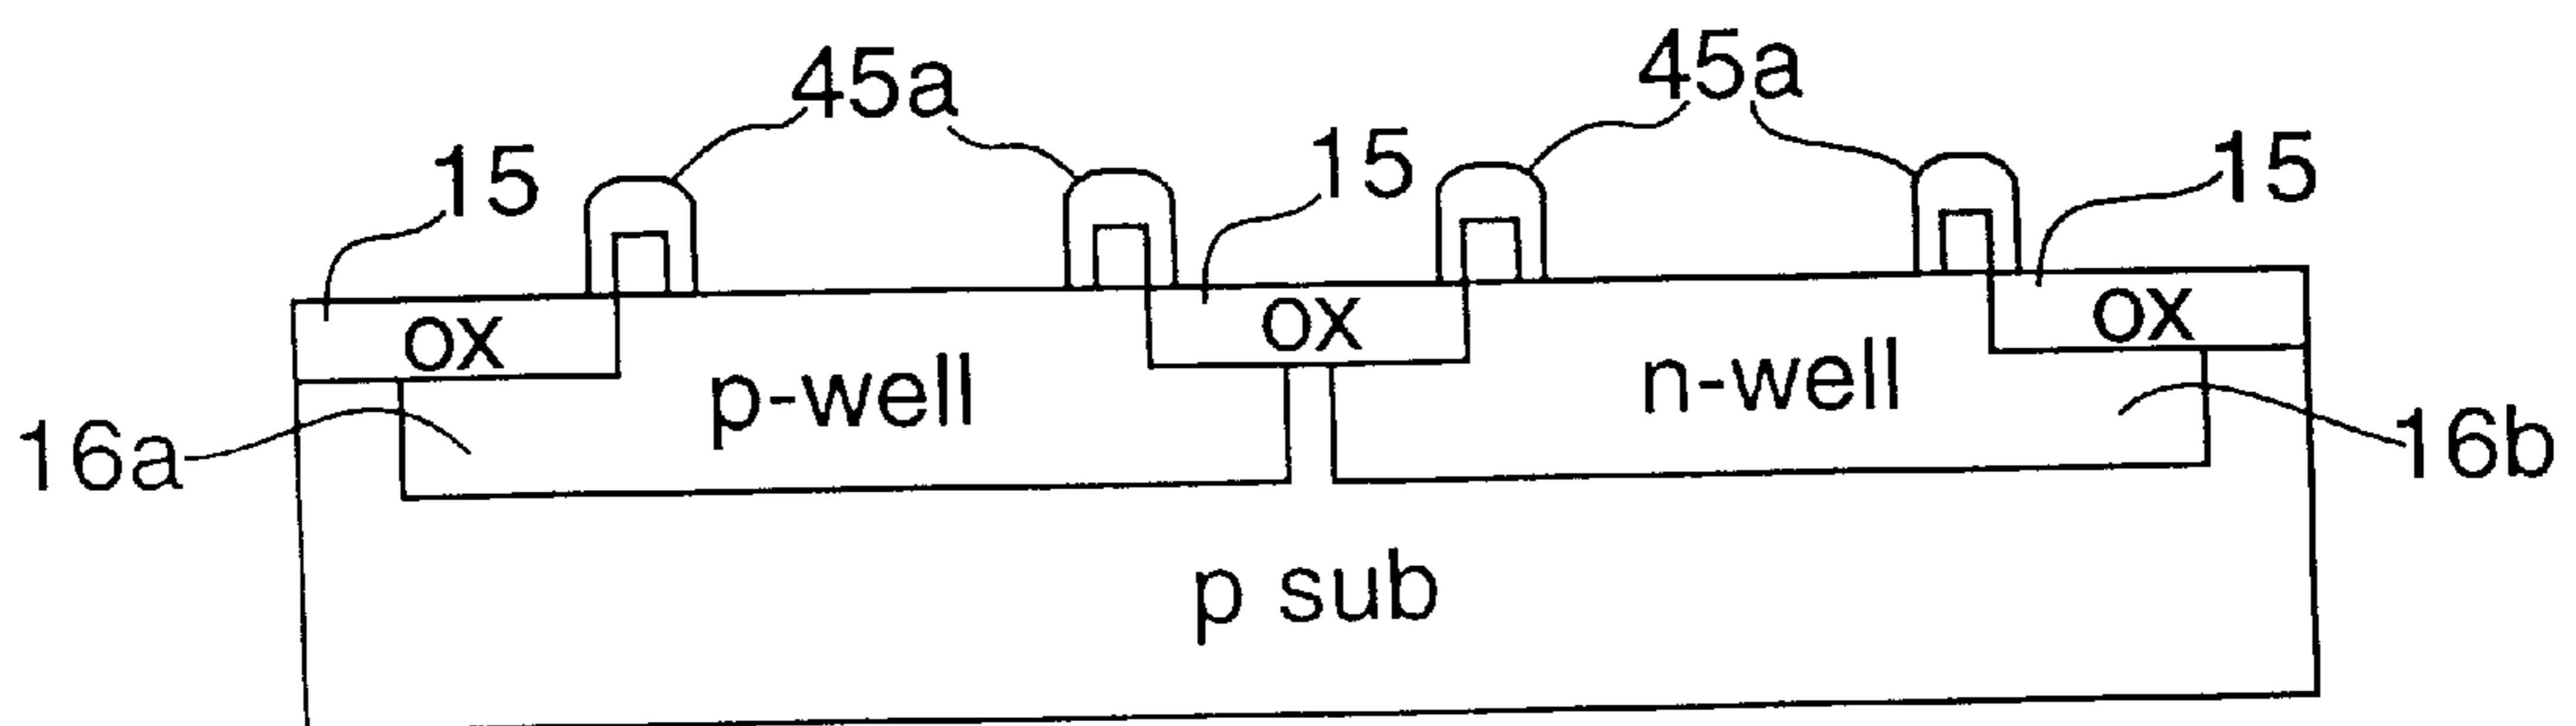 45a 45a
15 15 15
ox ox ox
p-well n-well
16a 16b
p sub